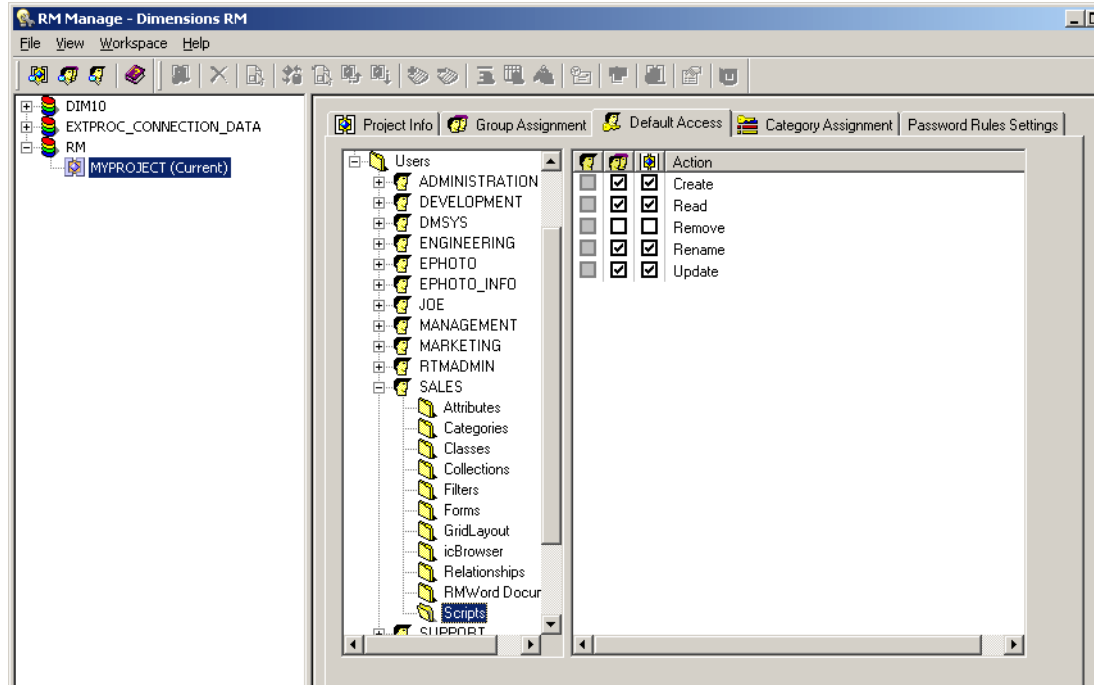 RM Manage - Dimensions RM
File View Workspace Help
DIM10
EXTPROC_CONNECTION_DATA
RM
MYPROJECT (Current)
Project Info Group Assignment Default Access Category Assignment Password Rules Settings
Users
ADMINISTRATION
DEVELOPMENT
DMSYS
ENGINEERING
EPHOTO
EPHOTO_INFO
JOE
MANAGEMENT
MARKETING
RTMADMIN
SALES
Attributes
Categories
Classes
Collections
Filters
Forms
GridLayout
icBrowser
Relationships
RMWord Docur
Scripts
SUPPORT
Action
Create
Read
Remove
Rename
Update